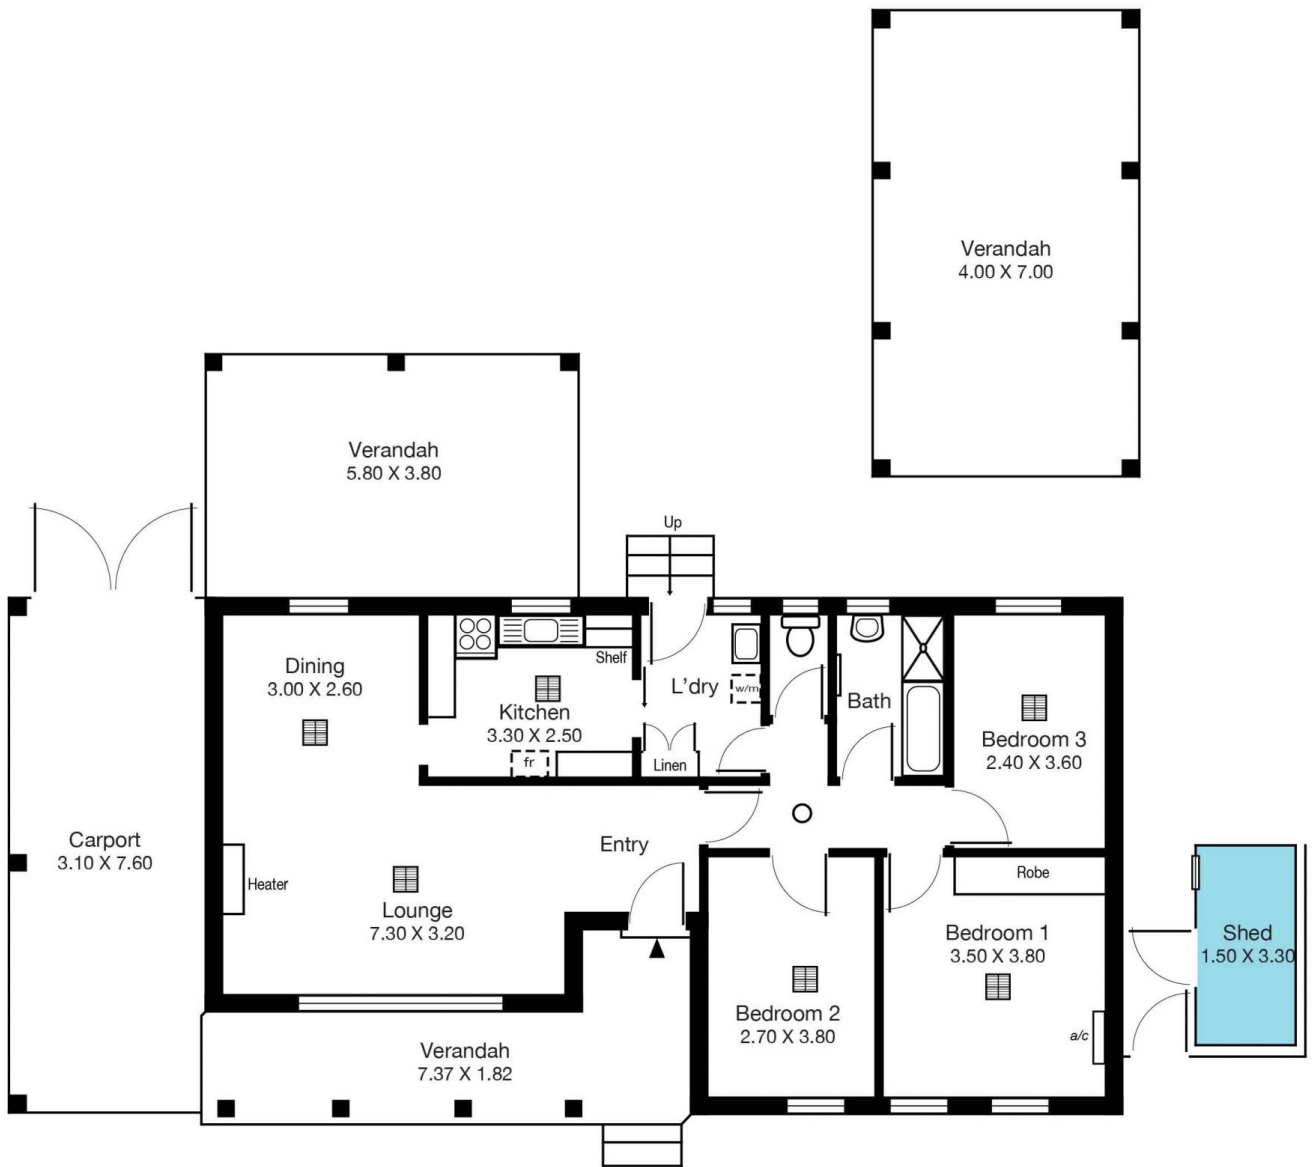 Verandah
4.00 X 7.00
Verandah
5.80 X 3.80
Up
Dining
3.00 X 2.60
Shelf
Kitchen
3.30 X 2.50
fr
L'dry
w/m
Linen
Bath
Bedroom 3
2.40 X 3.60
Carport
3.10 X 7.60
Heater
Lounge
7.30 X 3.20
Entry
Robe
Bedroom 1
3.50 X 3.80
a/c
Shed
1.50 X 3.30
Bedroom 2
2.70 X 3.80
Verandah
7.37 X 1.82